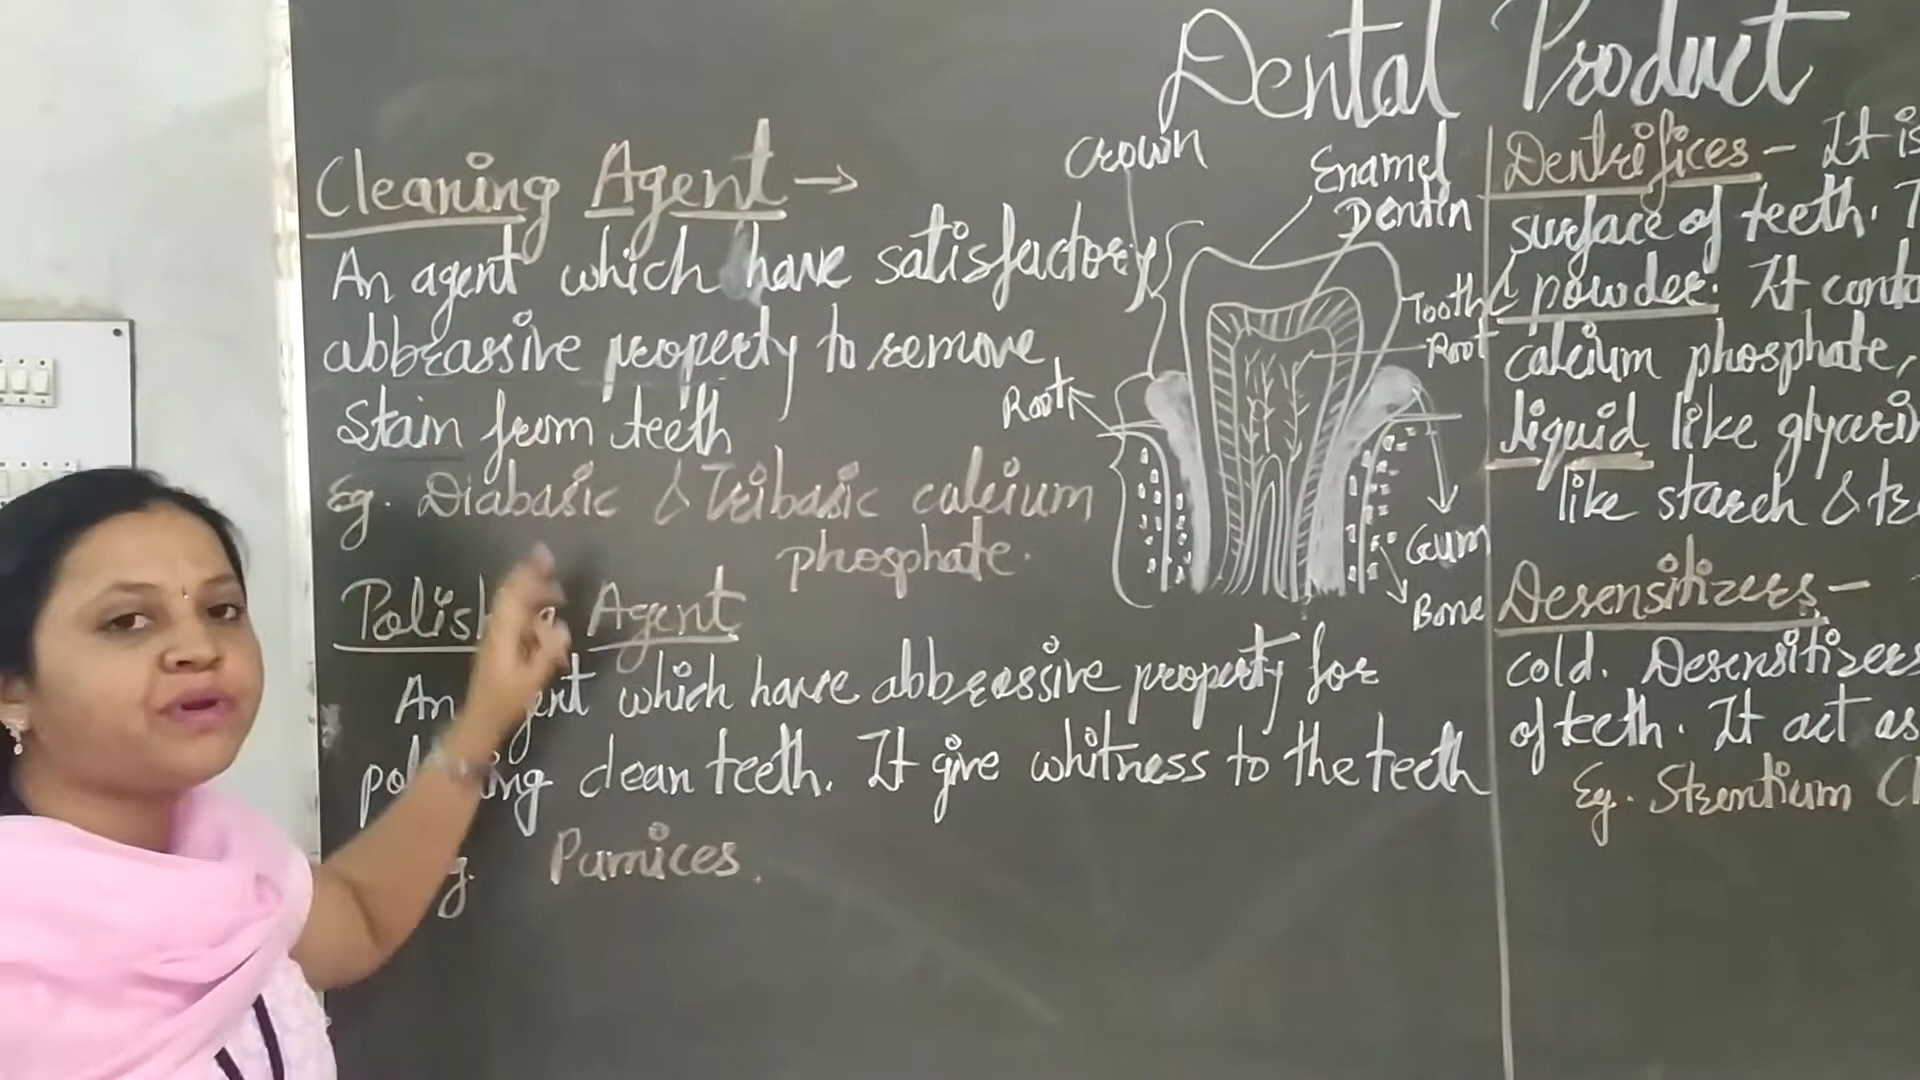 Dental Product
Cleaning Agent →
An agent which have satisfactory
abbrassive property to remove
stain from teeth
Eg. Diabasic & Tribasic calcium
phosphate.
Agent
An which have abbrassive property for
clean teeth. It give whitness to the teeth
Pumices.
Crown
Enamel
Dentin
Tooth
Root
Root
Gum
Bone
Dentrifices - It is
surface of teeth.
& powder. It
calcium phosphate,
liquid like
like starch &
Desensitizers -
cold. Desensitizers
of teeth. It act as
Eg. Strontium